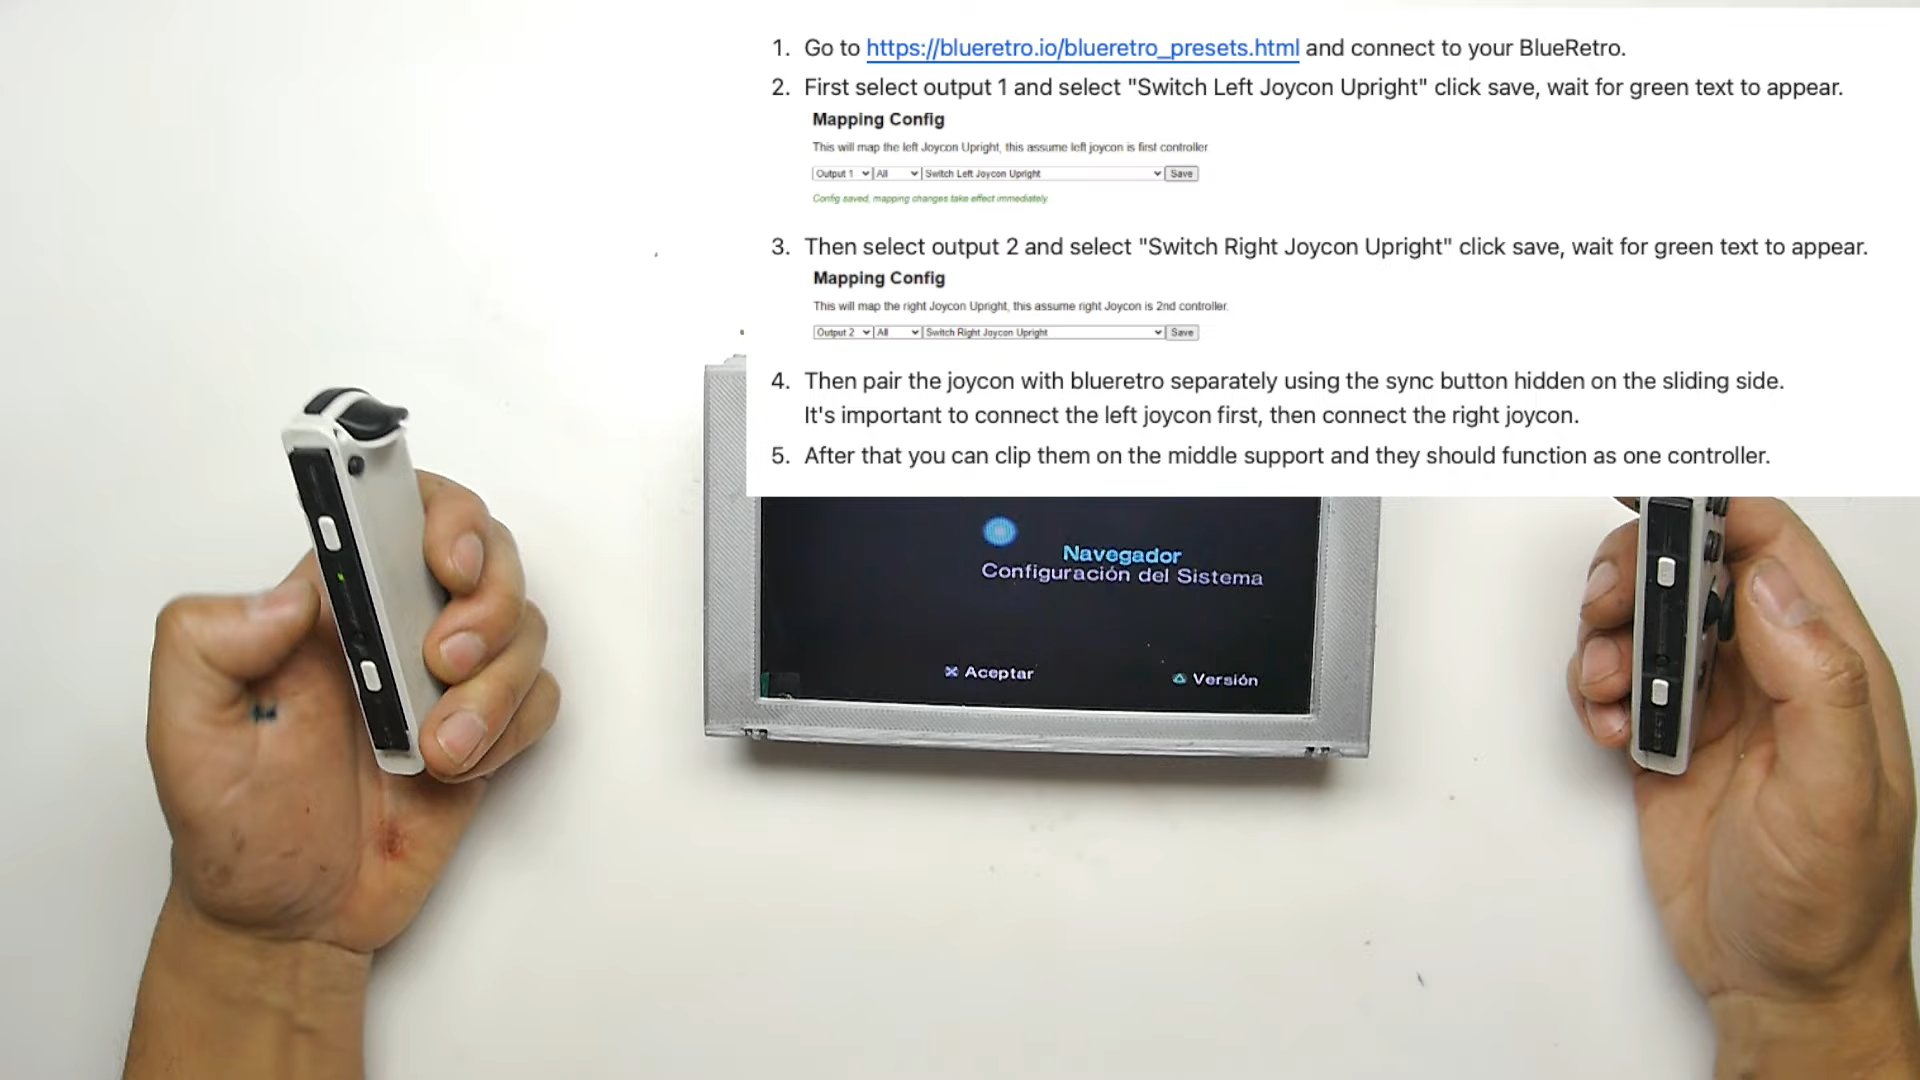 1. Go to https://blueretro.io/blueretro_presets.html and connect to your BlueRetro.
2. First select output 1 and select "Switch Left Joycon Upright" click save, wait for green text to appear.
Mapping Config
This will map the left Joycon Upright, this assume left joycon is first controller
Output 1 All Switch Left Joycon Upright Save
Config saved, mapping changes take effect immediately
3. Then select output 2 and select "Switch Right Joycon Upright" click save, wait for green text to appear.
Mapping Config
This will map the right Joycon Upright, this assume right Joycon is 2nd controller.
Output 2 All Switch Right Joycon Upright Save
4. Then pair the joycon with blueretro separately using the sync button hidden on the sliding side.
It's important to connect the left joycon first, then connect the right joycon.
5. After that you can clip them on the middle support and they should function as one controller.
Navegador
Configuración del Sistema
Aceptar
Versión